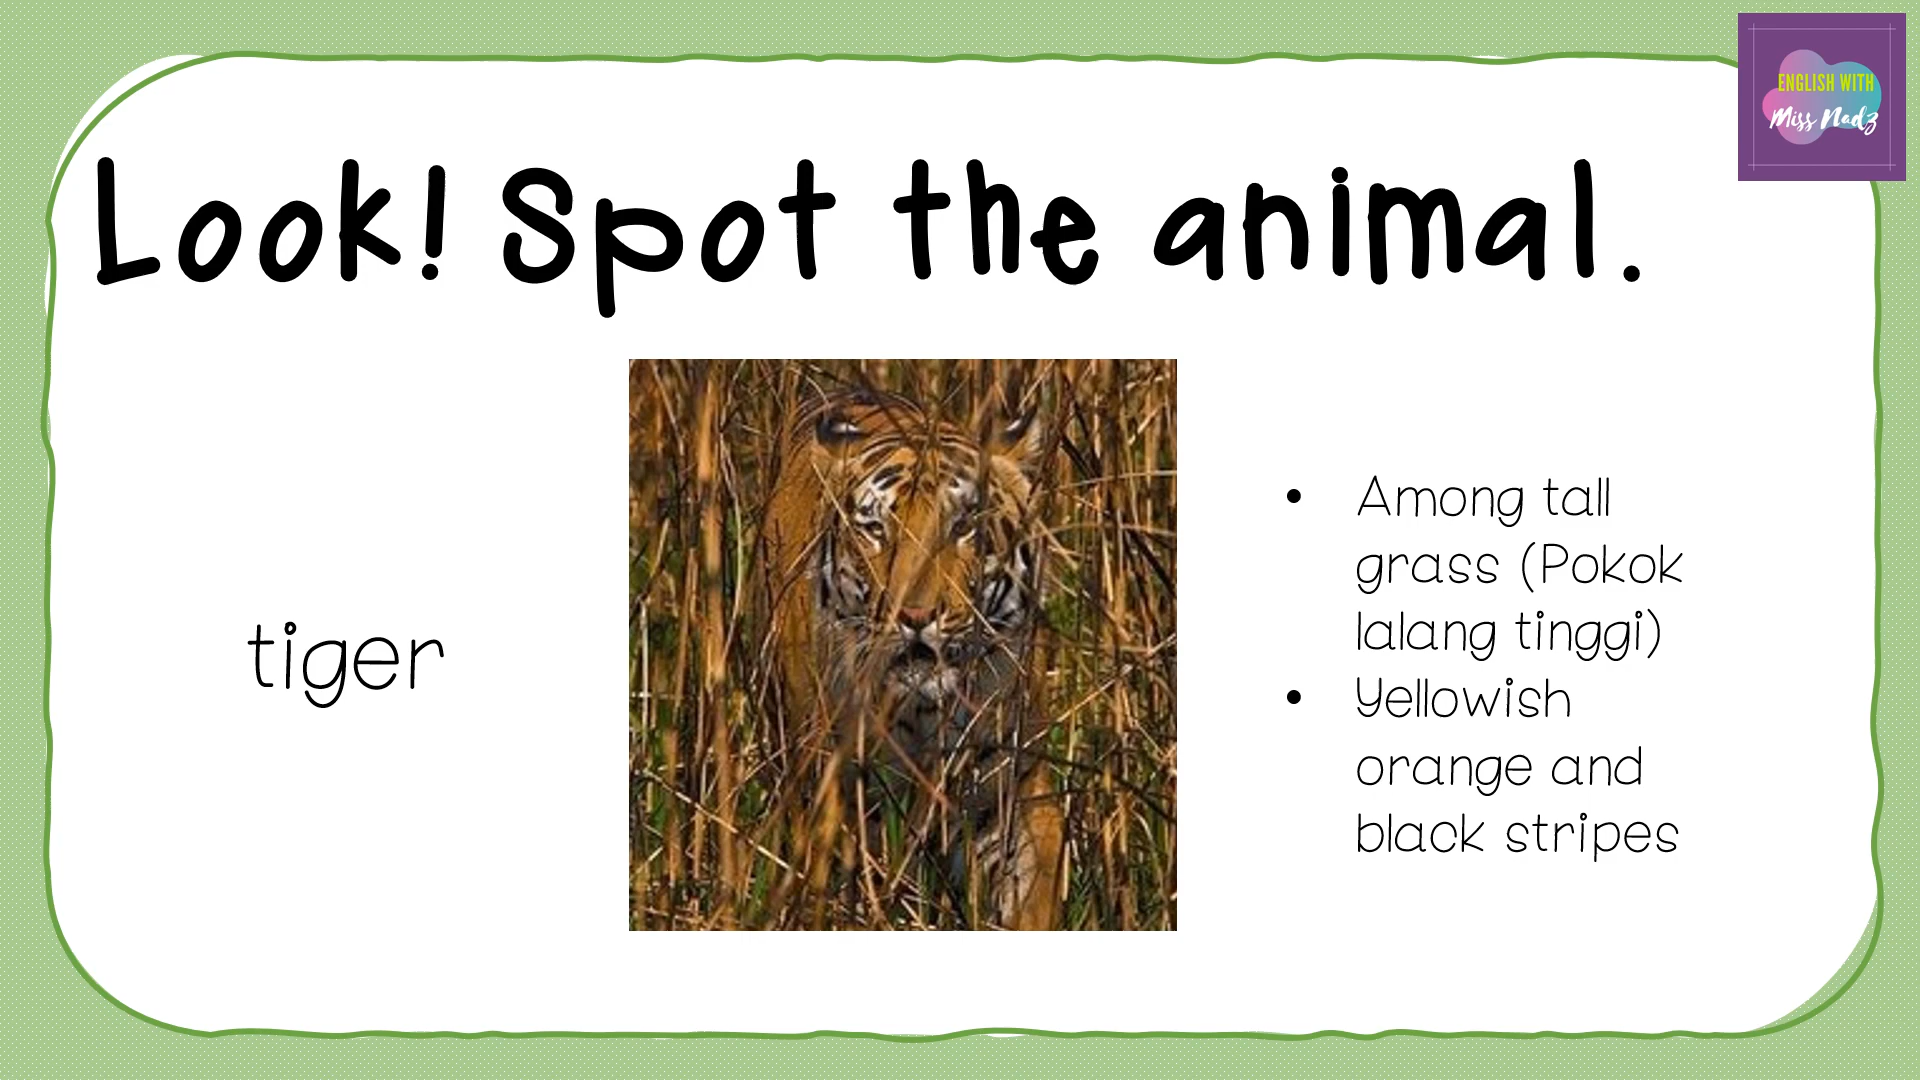 ENGLISH WITH
Miss Nadz
Look! Spot the animal.
tiger
• Among tall
grass (Pokok
lalang tinggi)
• Yellowish
orange and
black stripes